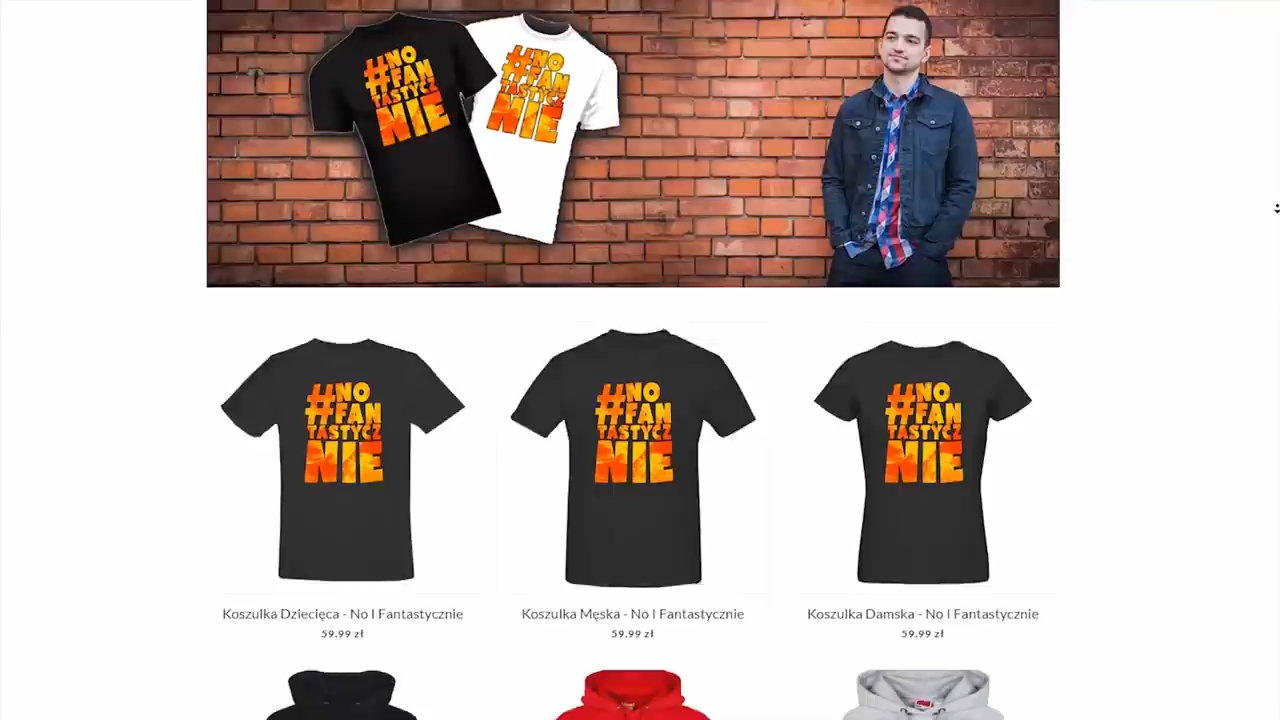 #NO
FAN
TASTYCZ
NIE
#NO
FAN
TASTYCZ
NIE
#NO
FAN
TASTYCZ
NIE
#NO
FAN
TASTYCZ
NIE
#NO
FAN
TASTYCZ
NIE
Koszulka Dziecięca - No I Fantastycznie
59.99 zł
Koszulka Męska - No I Fantastycznie
59.99 zł
Koszulka Damska - No I Fantastycznie
59.99 zł